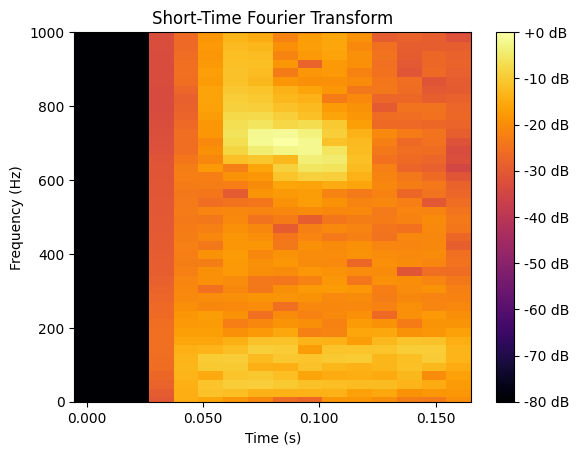 Short-Time Fourier Transform
1000
800
600
400
200
0
Frequency (Hz)
0.000
0.050
0.100
0.150
Time (s)
+0 dB
-10 dB
-20 dB
-30 dB
-40 dB
-50 dB
-60 dB
-70 dB
-80 dB